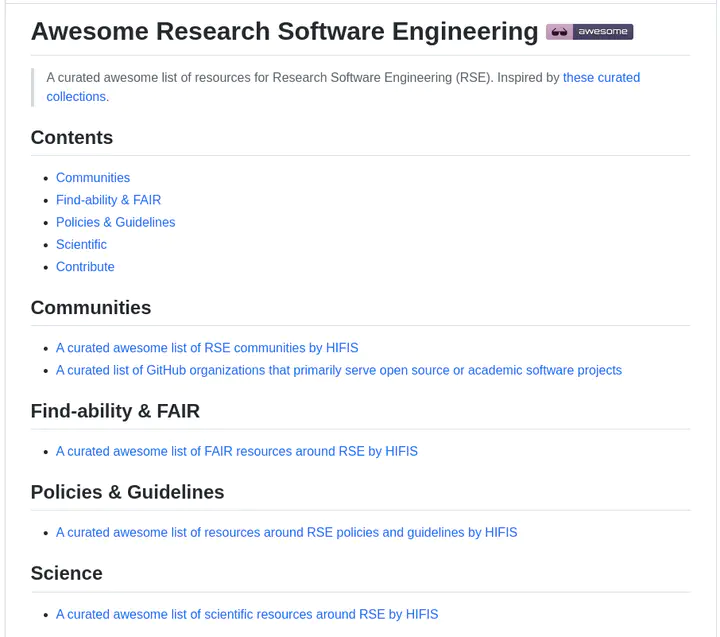 Awesome Research Software Engineering awesome
A curated awesome list of resources for Research Software Engineering (RSE). Inspired by these curated
collections.
Contents
Communities
Find-ability & FAIR
Policies & Guidelines
Scientific
Contribute
Communities
A curated awesome list of RSE communities by HIFIS
A curated list of GitHub organizations that primarily serve open source or academic software projects
Find-ability & FAIR
A curated awesome list of FAIR resources around RSE by HIFIS
Policies & Guidelines
A curated awesome list of resources around RSE policies and guidelines by HIFIS
Science
A curated awesome list of scientific resources around RSE by HIFIS